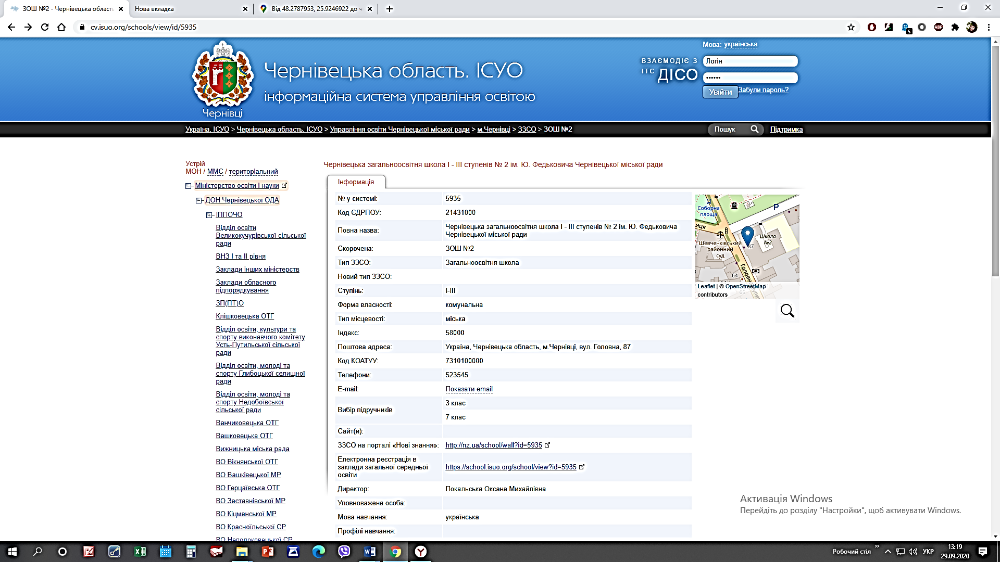 ЗОШ №2 - Чернівецька област
Нова вкладка
Від 48.2787953, 25.9246922 до ч
cv.isuo.org/schools/view/id/5935
5
ABP
Мова: українська
ВЗАЄМОДІЄ З
ІТС ДІСО
Логін
••••••
Увійти
Забули пароль?
Чернівецька область. ІСУО
інформаційна система управління освітою
Чернівці
Україна. ІСУО > Чернівецька область. ІСУО > Управління освіти Чернівецької міської ради > м.Чернівці > ЗЗСО > ЗОШ №2
Пошук
Підтримка
Устрій
МОН / ММС / територіальний
Міністерство освіти і науки
ДОН Чернівецької ОДА
ІППОЧО
Відділ освіти
Великокучурівської сільської
ради
ВНЗ І та ІІ рівня
Заклади інших міністерств
Заклади обласного
підпорядкування
ЗП(ПТ)О
Клішковецька ОТГ
Відділ освіти, культури та
спорту виконавчого комітету
Усть-Путильської сільської
ради
Відділ освіти, молоді та
спорту Глибоцької селищної
ради
Відділ освіти, молоді та
спорту Недобоївської
сільської ради
Ванчиковецька ОТГ
Вашковецька ОТГ
Вижницька міська рада
ВО Вікнянської ОТГ
ВО Вашківецької МР
ВО Герцаївська ОТГ
ВО Заставнівської МР
ВО Кіцманської МР
ВО Красноїльської СР
ВО Неполоковецької СР
Чернівецька загальноосвітня школа І - ІІІ ступенів № 2 ім. Ю. Федьковича Чернівецької міської ради
Інформація
№ у системі: 5935
Код ЄДРПОУ: 21431000
Повна назва: Чернівецька загальноосвітня школа І - ІІІ ступенів № 2 ім. Ю. Федьковича
Чернівецької міської ради
Скорочена: ЗОШ №2
Тип ЗЗСО: Загальноосвітня школа
Новий тип ЗЗСО:
Ступінь: І-ІІІ
Форма власності: комунальна
Тип місцевості: міська
Індекс: 58000
Поштова адреса: Україна, Чернівецька область, м.Чернівці, вул. Головна, 87
Код КОАТУУ: 7310100000
Телефони: 523545
E-mail: Показати email
Вибір підручників
3 клас
7 клас
Сайт(и):
ЗЗСО на порталі «Нові знання»: http://nz.ua/school/wall?id=5935
Електронна реєстрація в
заклади загальної середньої
освіти
https://school.isuo.org/school/view?id=5935
Директор: Покальська Оксана Михайлівна
Уповноважена особа:
Мова навчання: українська
Профілі навчання:
Соборна
площа
P
иця
Школа
№2
87
Шевченківський
районний
суд
64
Головна вулиця
64
66
Leaflet | © OpenStreetMap
contributors
Активація Windows
Перейдіть до розділу "Настройки", щоб активувати Windows.
Робочий стіл
УКР
13:19
29.09.2020